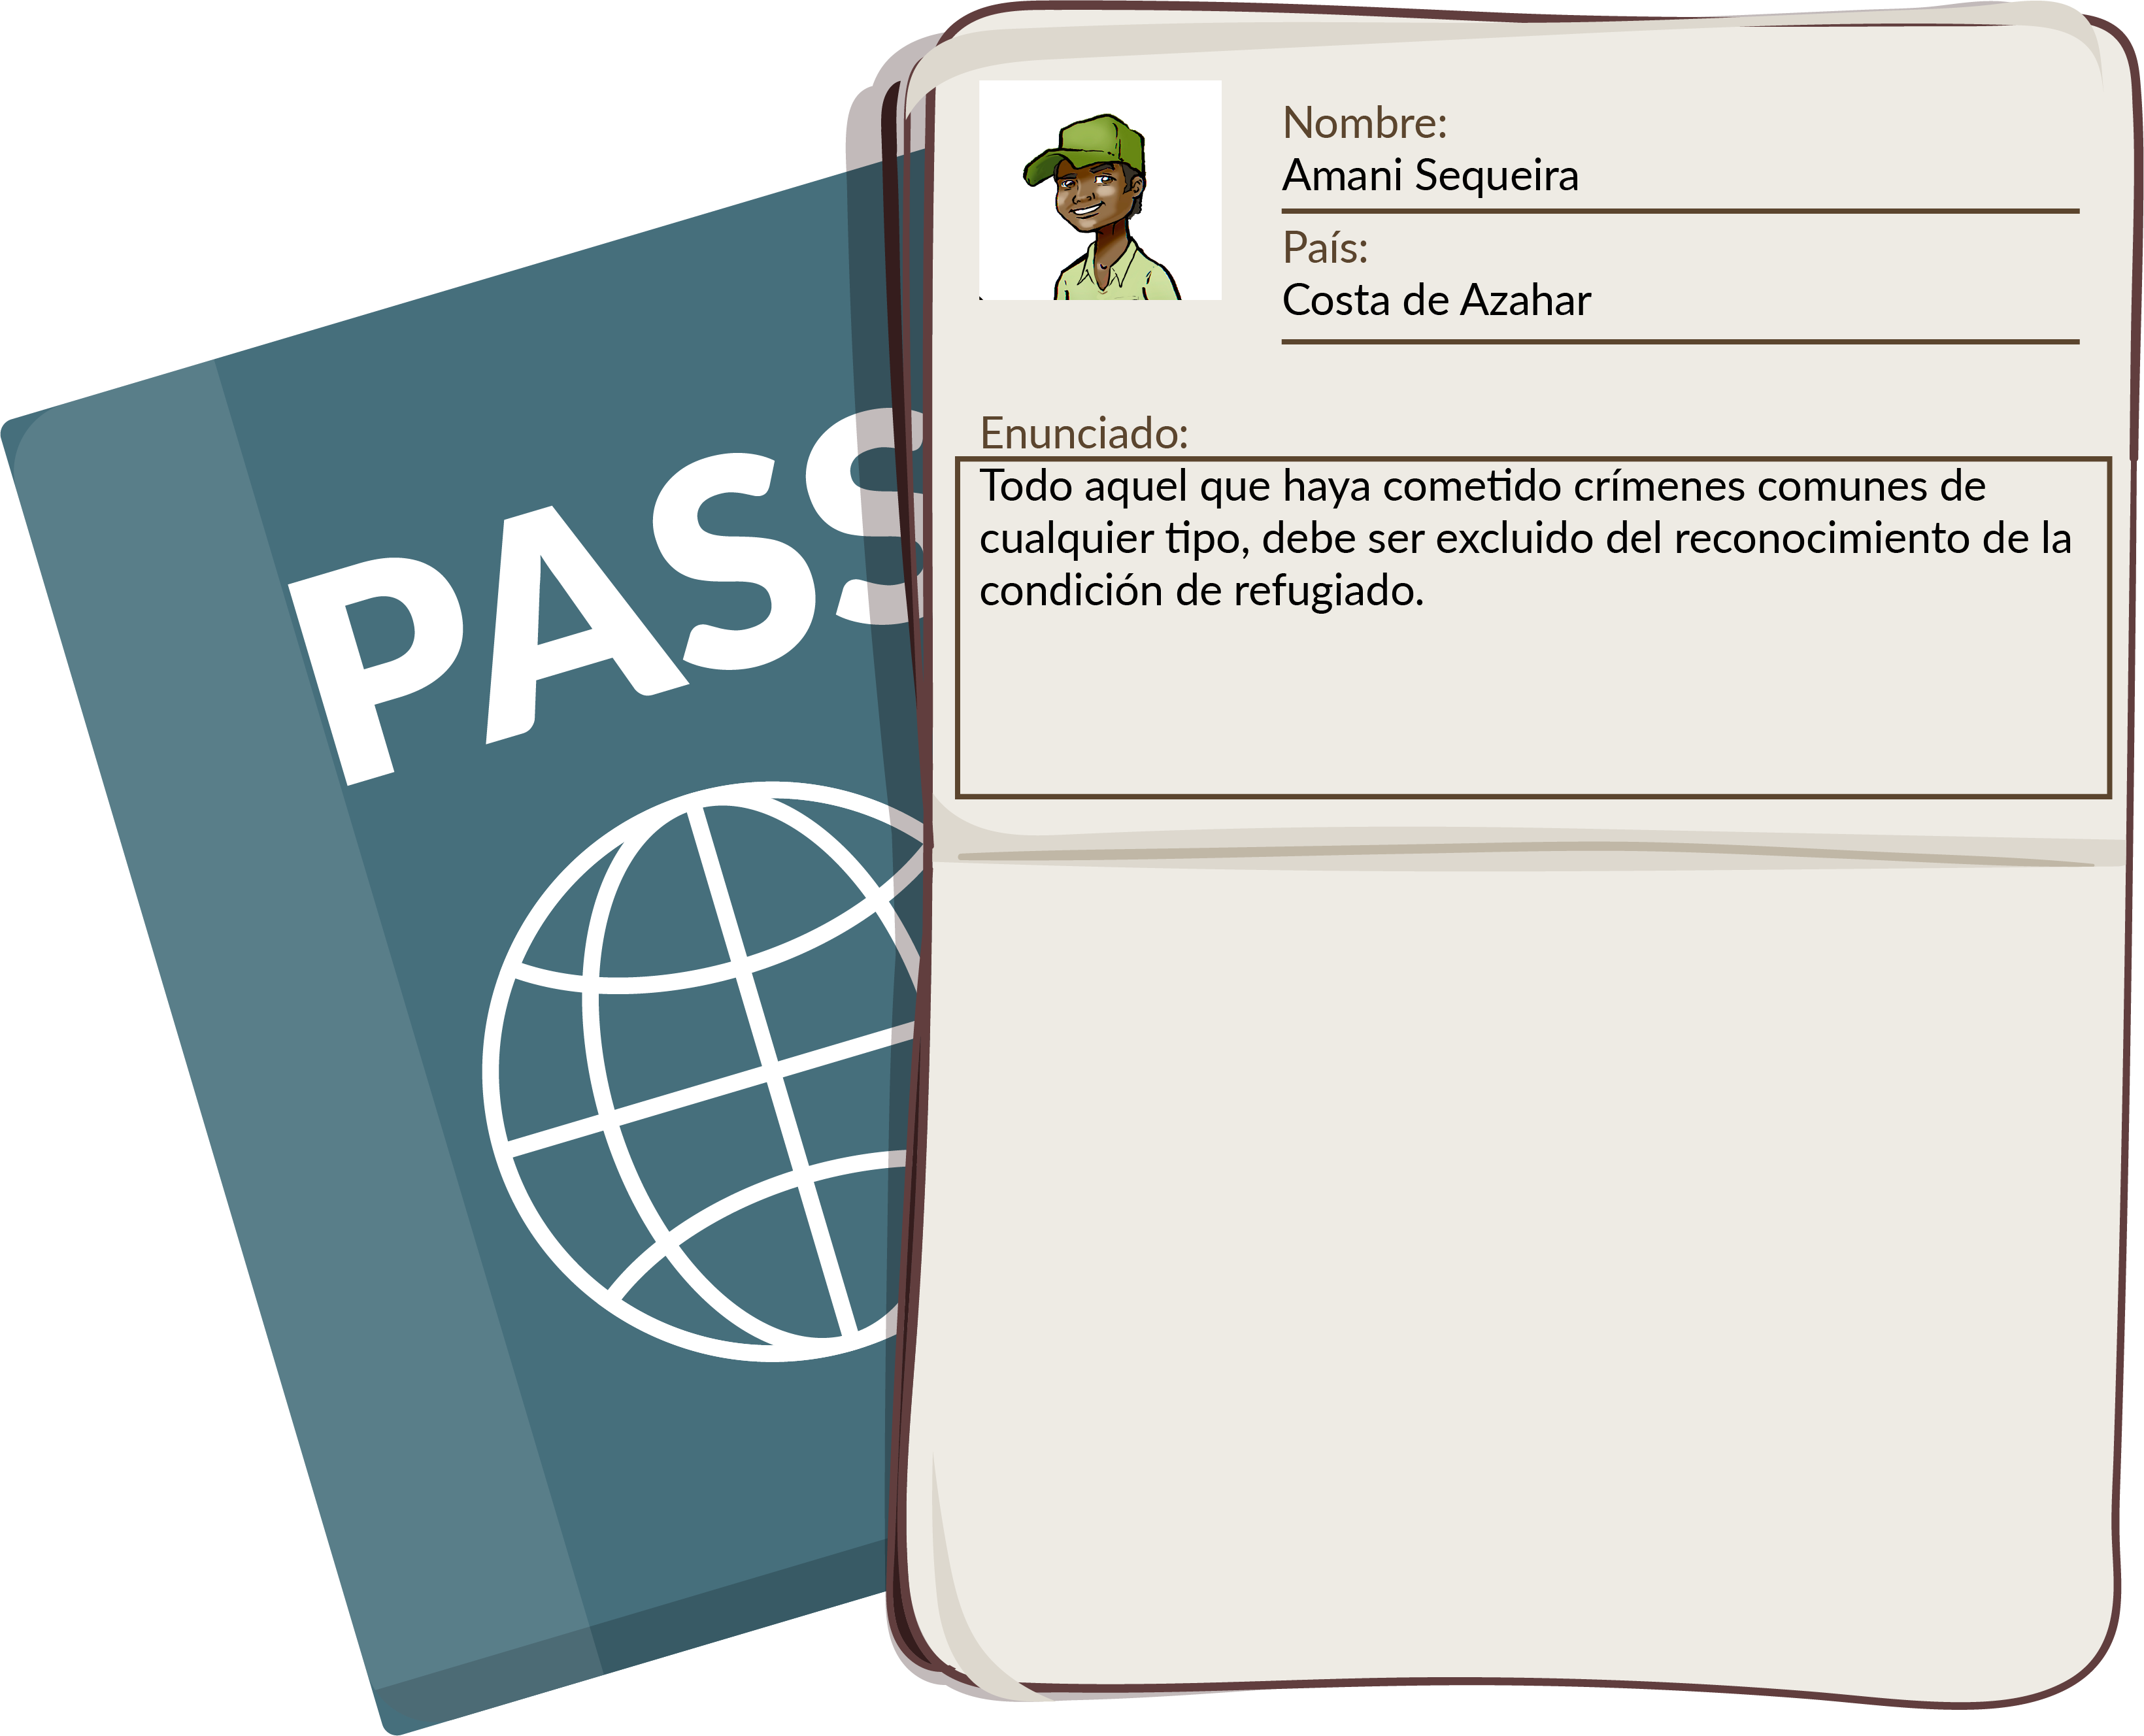 PASS
Nombre:
Amani Sequeira
País:
Costa de Azahar
Enunciado:
Todo aquel que haya cometido crímenes comunes de
cualquier tipo, debe ser excluido del reconocimiento de la
condición de refugiado.